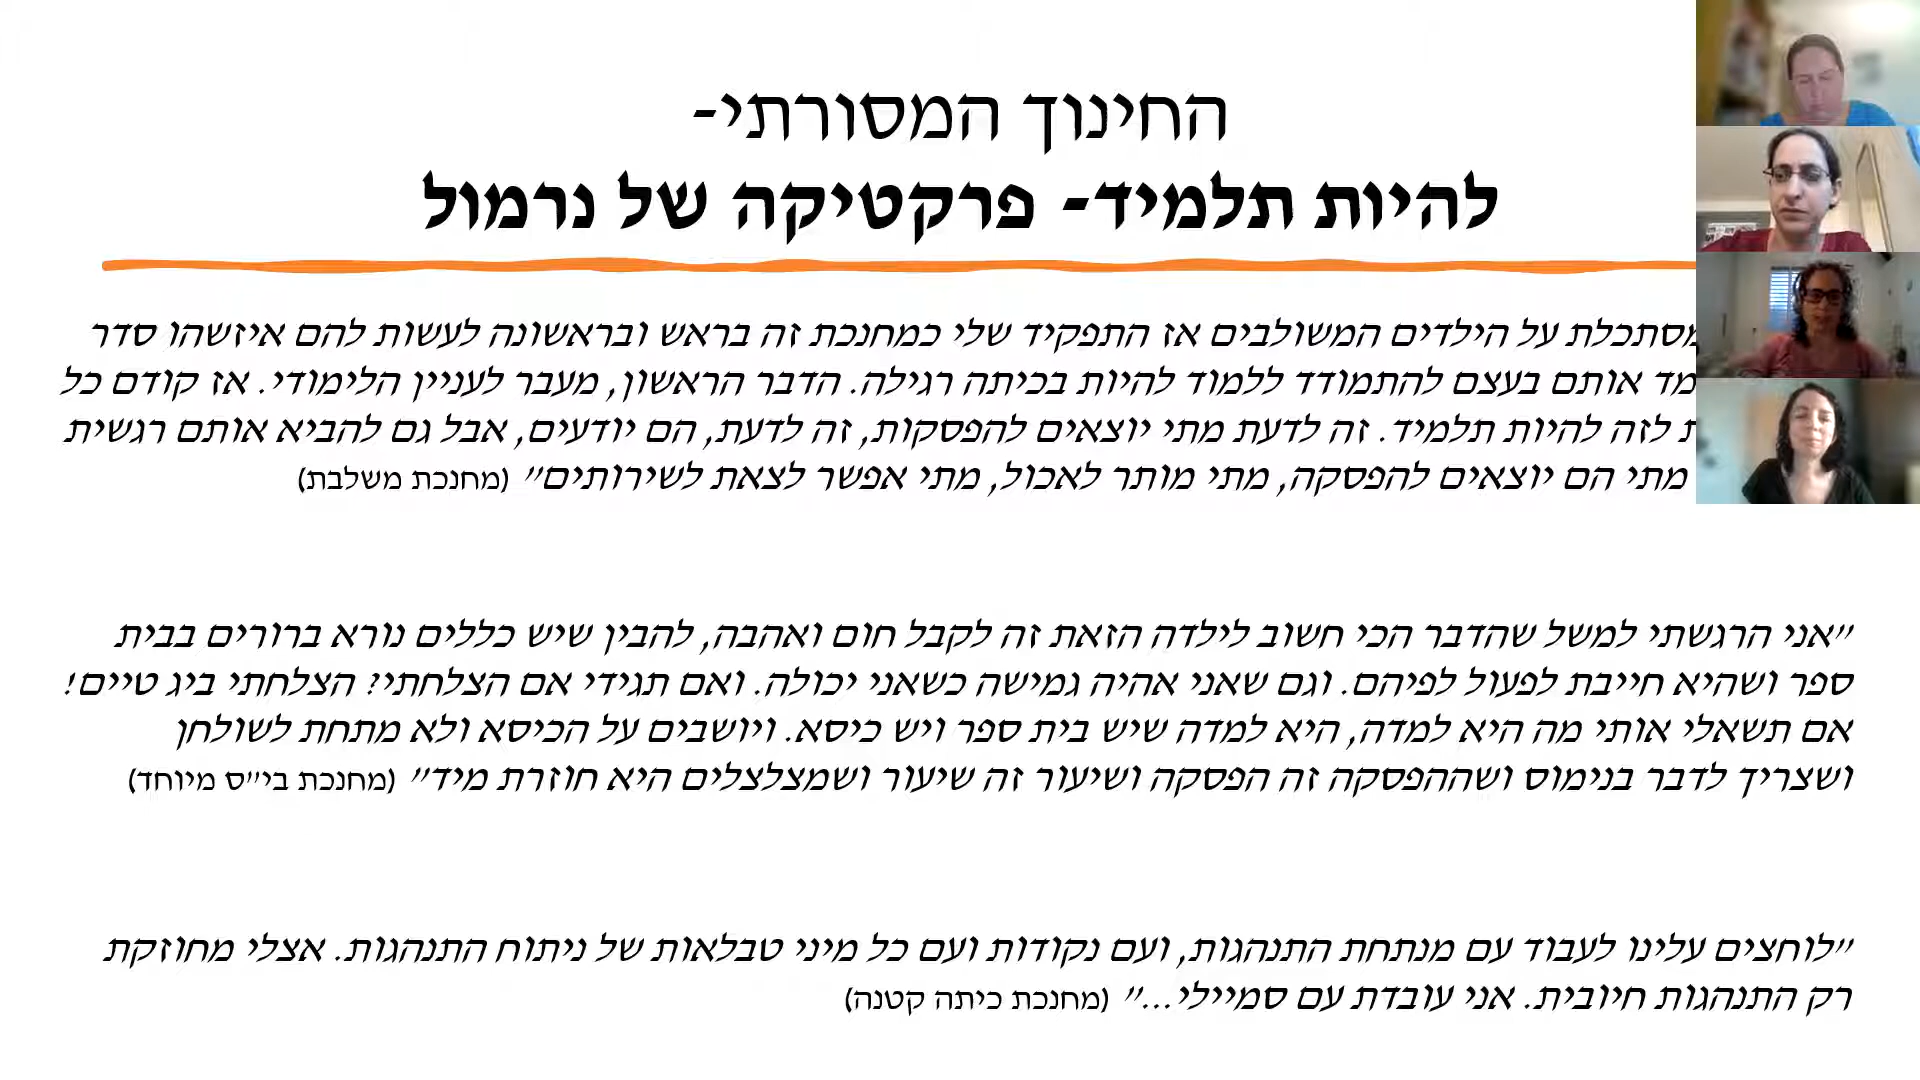 החינוך המסורתי-
להיות תלמיד- פרקטיקה של נרמול
מסתכלת על הילדים המשולבים אז התפקיד שלי כמחנכת זה בראש ובראשונה לעשות להם איזשהו סדר
אותם בעצם להתמודד ללמוד להיות בכיתה רגילה. הדבר הראשון, מעבר לעניין הלימודי. אז קודם כל
לזה להיות תלמיד. זה לדעת מתי יוצאים להפסקות, זה לדעת, הם יודעים, אבל גם להביא אותם רגשית
מתי הם יוצאים להפסקה, מתי מותר לאכול, מתי אפשר לצאת לשירותים" (מחנכת משלבת)
"אני הרגשתי למשל שהדבר הכי חשוב לילדה הזאת זה לקבל חום ואהבה, להבין שיש כללים נורא ברורים בבית
ספר ושהיא חייבת לפעול לפיהם. וגם שאני אהיה גמישה כשאני יכולה. ואם תגידי אם הצלחתי? הצלחתי ביג טיים!
אם תשאלי אותי מה היא למדה, היא למדה שיש בית ספר ויש כיסא. ויושבים על הכיסא ולא מתחת לשולחן
ושצריך לדבר בנימוס ושההפסקה זה הפסקה ושיעור זה שיעור ושמצלצלים היא חוזרת מיד" (מחנכת בי"ס מיוחד)
"לוחצים עלינו לעבוד עם מנתחת התנהגות, ועם נקודות ועם כל מיני טבלאות של ניתוח התנהגות. אצלי מחוזקת
רק התנהגות חיובית. אני עובדת עם סמיילי..." (מחנכת כיתה קטנה)